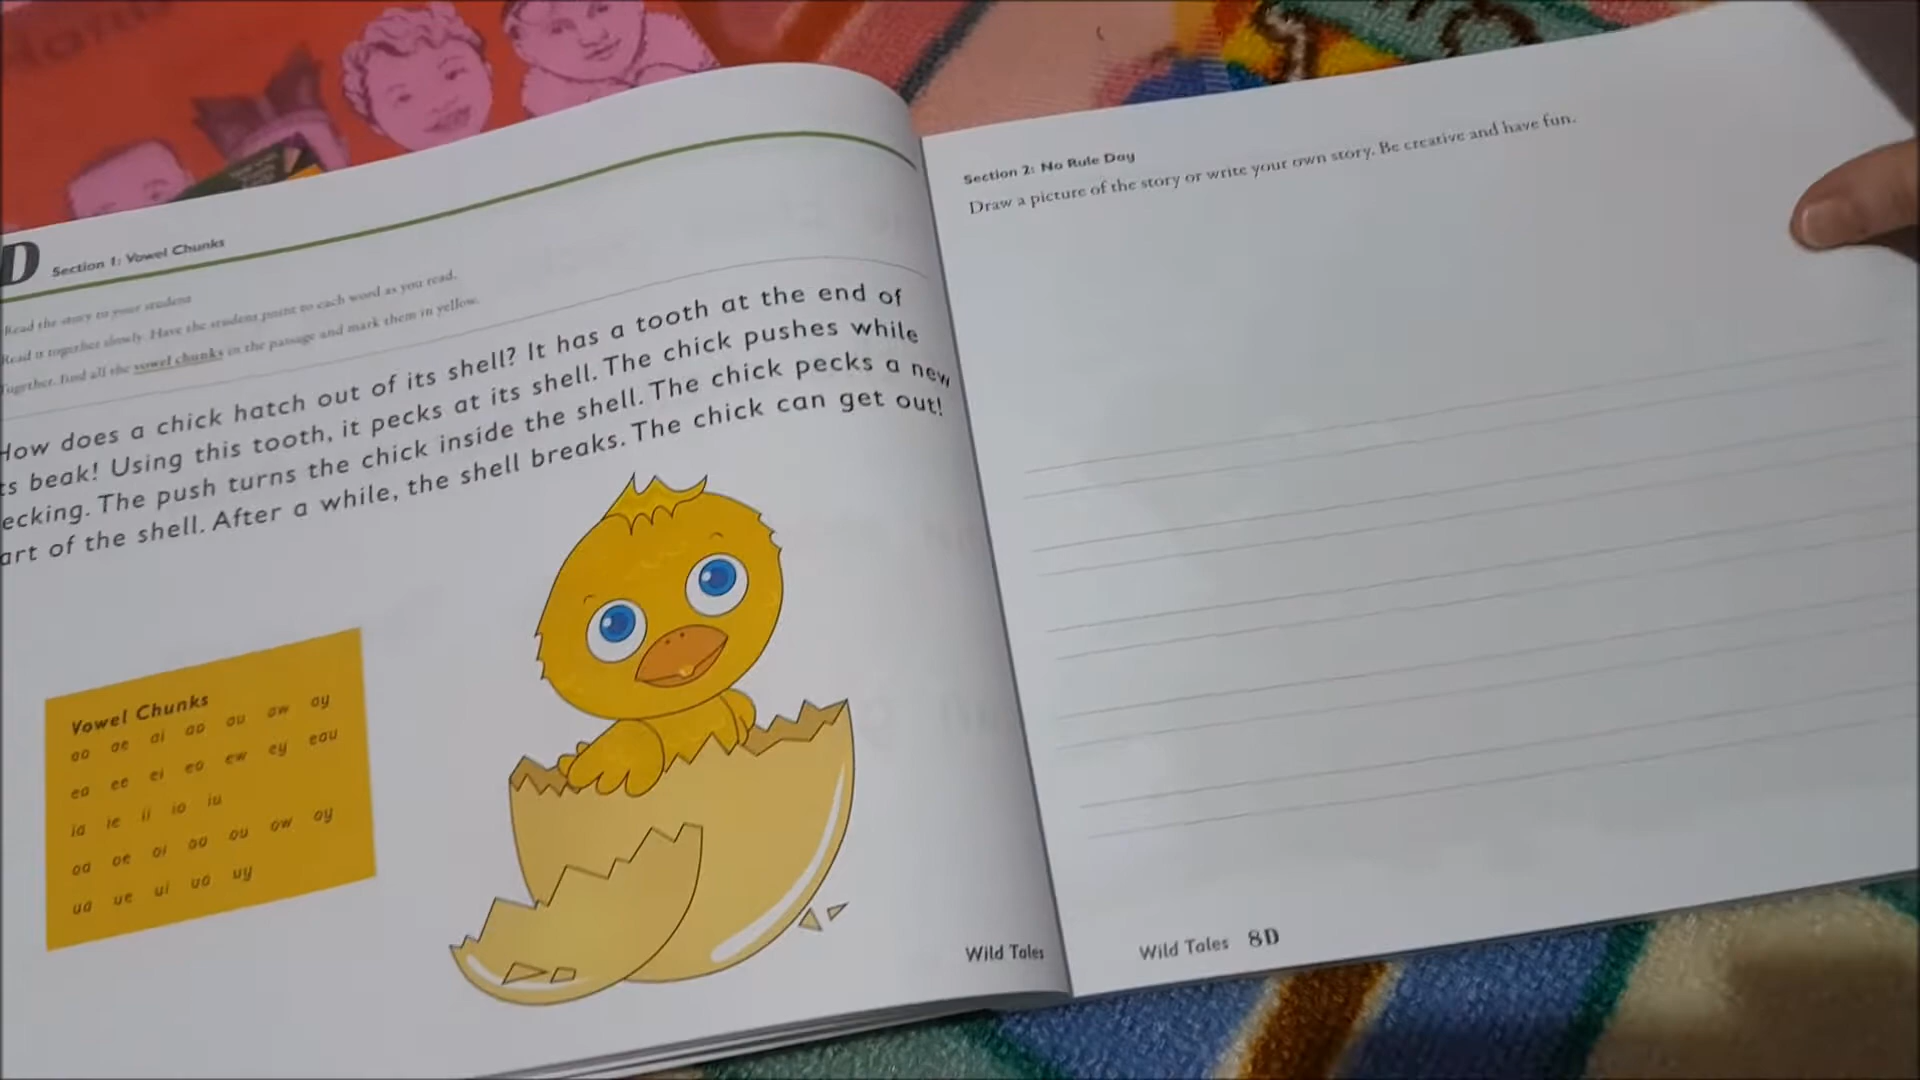 D Section 1: Vowel Chunks
Read the story to your student
Read it together slowly. Have the student point to each word as you read.
Together, find all the vowel chunks in the passage and mark them in yellow.
How does a chick hatch out of its shell? It has a tooth at the end of
ts beak! Using this tooth, it pecks at its shell. The chick pushes while
ecking. The push turns the chick inside the shell. The chick pecks a new
art of the shell. After a while, the shell breaks. The chick can get out!
Vowel Chunks
aa ae ai ao au aw ay
ea ee ei eo ew ey eau
ia ie ii io iu
oa oe oi oo ou ow oy
ua ue ui uo uy
Wild Tales
Section 2: No Rule Day
Draw a picture of the story or write your own story. Be creative and have fun.
Wild Tales 8D